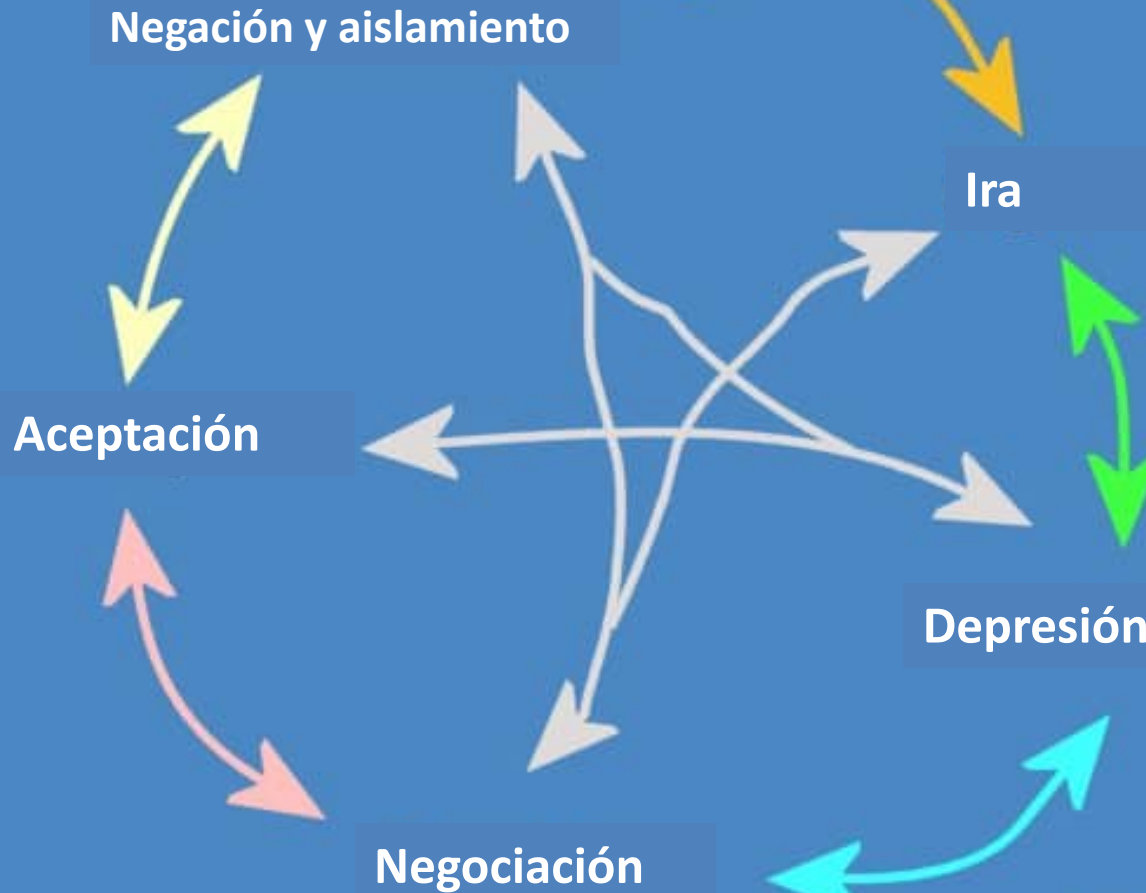 Negación y aislamiento
Ira
Aceptación
Depresión
Negociación